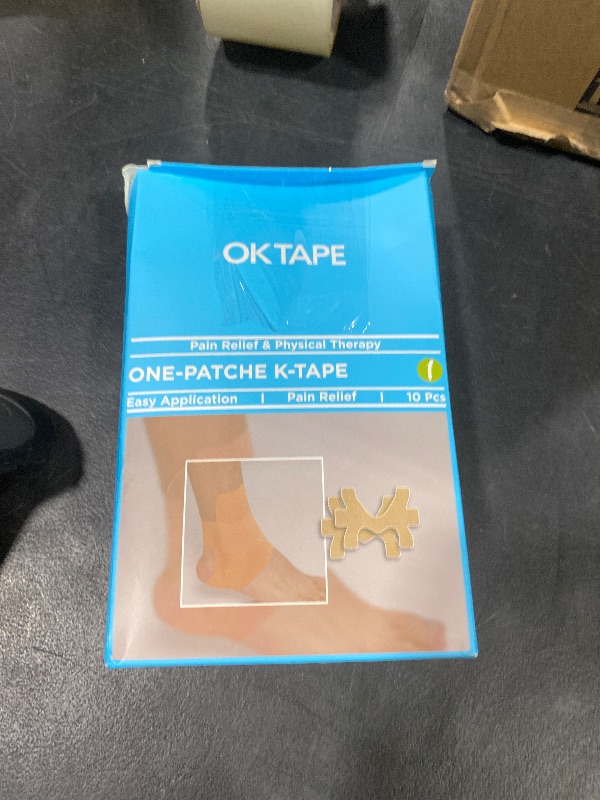 OKTAPE
Pain Relief & Physical Therapy
ONE-PATCHE K-TAPE
Easy Application | Pain Relief | 10 Pcs